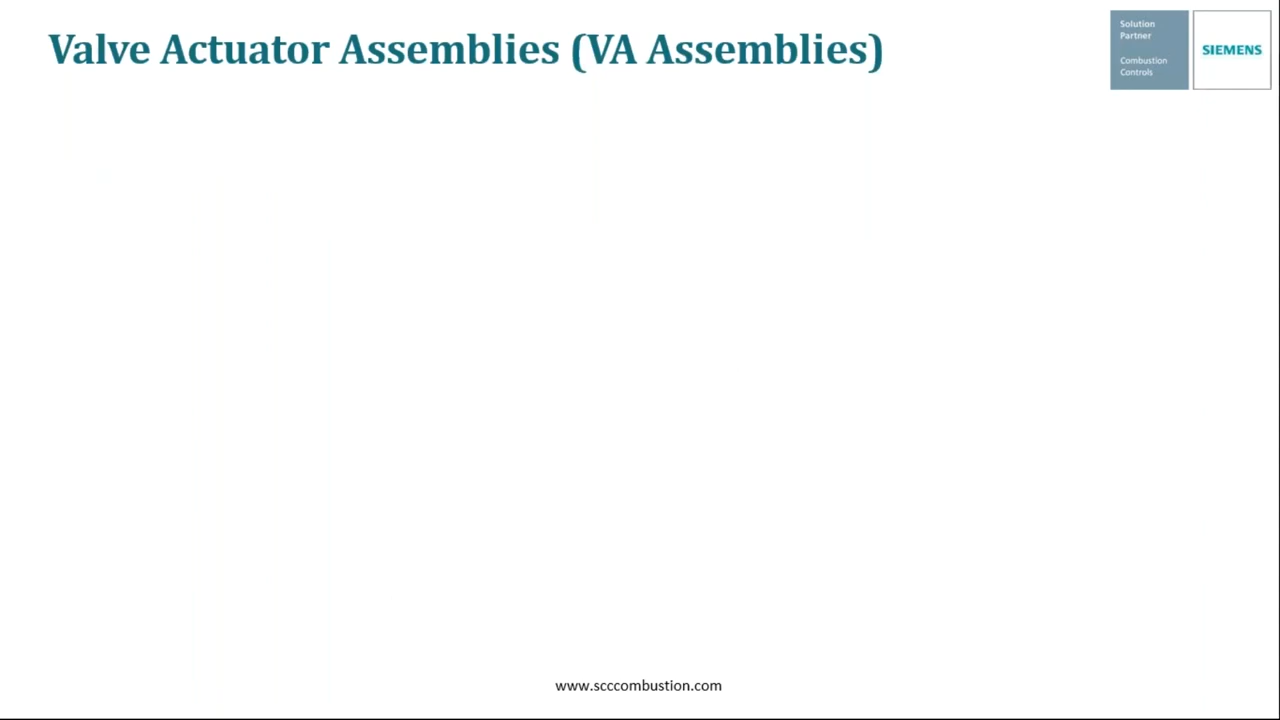 Valve Actuator Assemblies (VA Assemblies)
Solution
Partner
Combustion
Controls
SIEMENS
www.scccombustion.com